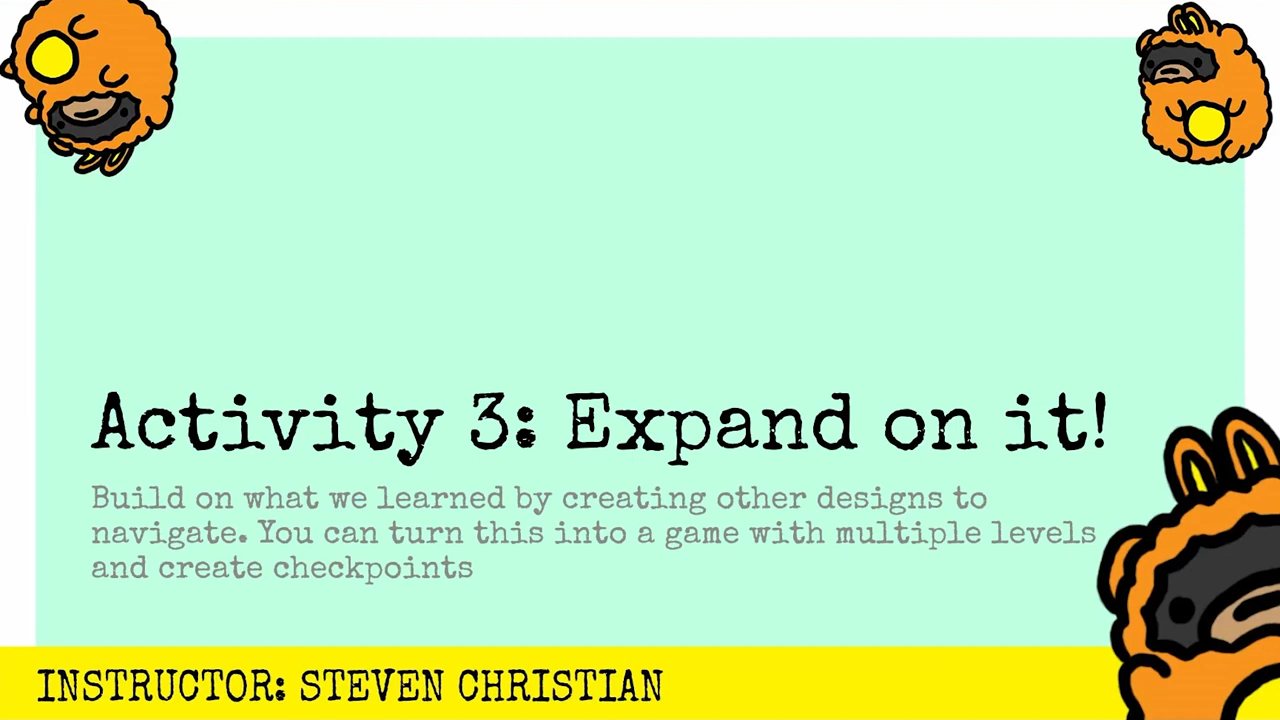 Activity 3: Expand on it!
Build on what we learned by creating other designs to
navigate. You can turn this into a game with multiple levels
and create checkpoints
INSTRUCTOR: STEVEN CHRISTIAN